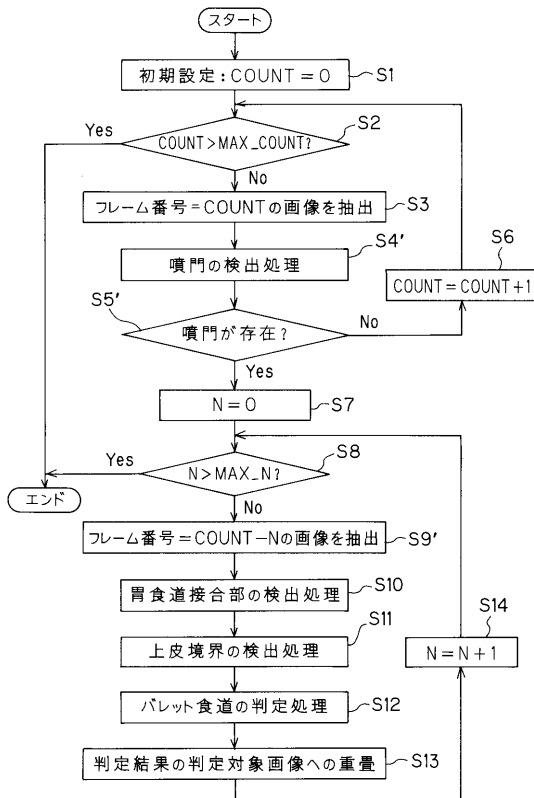 スタート
初期設定:COUNT=0
S1
COUNT>MAX_COUNT?
S2
Yes
No
フレーム番号=COUNTの画像を抽出
S3
噴門の検出処理
S4'
S6
COUNT=COUNT+1
S5'
噴門が存在?
No
Yes
N=0
S7
N>MAX_N?
S8
Yes
No
エンド
フレーム番号=COUNT-Nの画像を抽出
S9'
胃食道接合部の検出処理
S10
上皮境界の検出処理
S11
S14
N=N+1
バレット食道の判定処理
S12
判定結果の判定対象画像への重畳
S13